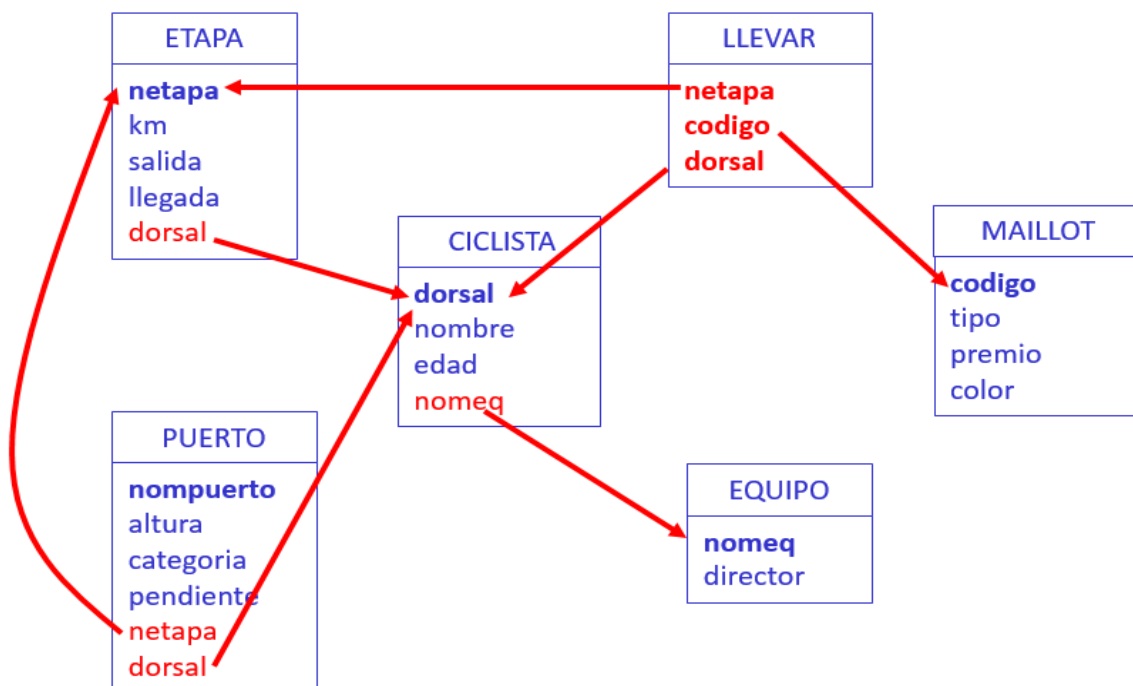 ETAPA
netapa
km
salida
llegada
dorsal
LLEVAR
netapa
codigo
dorsal
CICLISTA
dorsal
nombre
edad
nomeq
MAILLOT
codigo
tipo
premio
color
PUERTO
nompuerto
altura
categoria
pendiente
netapa
dorsal
EQUIPO
nomeq
director